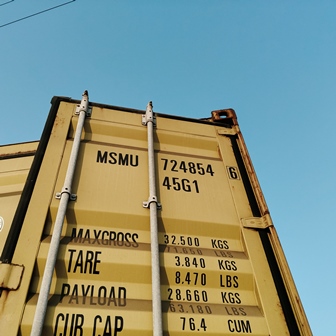 MSMU 724854 6
45G1
MAXGROSS 32.500 KGS
71.650 LBS
TARE 3.840 KGS
8.470 LBS
PAYLOAD 28.660 KGS
63.180 LBS
CUB CAP 76.4 CUM